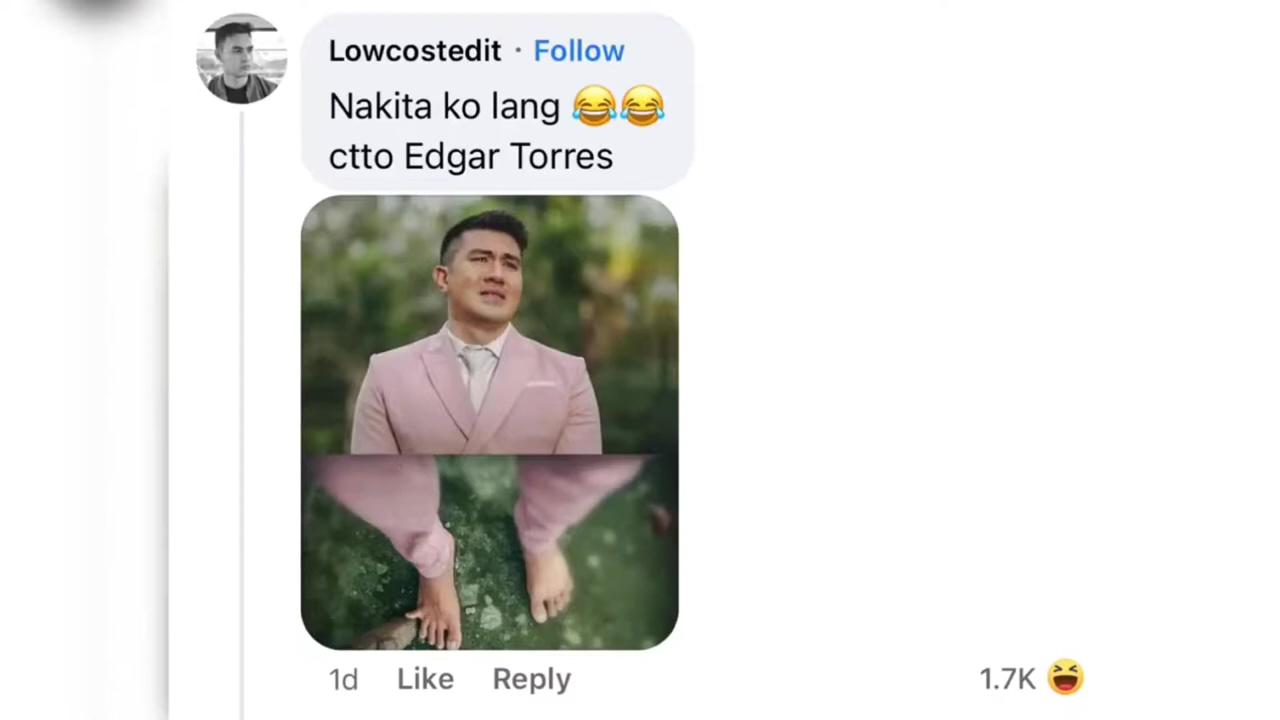 Lowcostedit · Follow
Nakita ko lang 😂😂
ctto Edgar Torres
1d Like Reply 1.7K